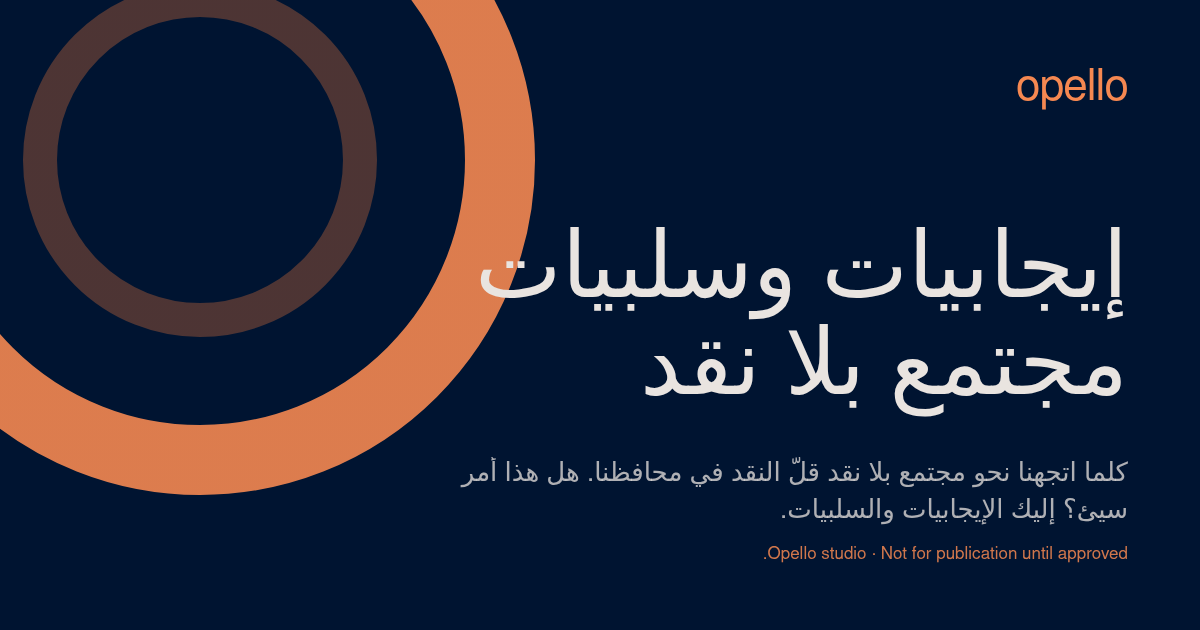 opello
إيجابيات وسلبيات
مجتمع بلا نقد
كلما اتجهنا نحو مجتمع بلا نقد قلّ النقد في محافظنا. هل هذا أمر
سيئ؟ إليك الإيجابيات والسلبيات.
.Opello studio · Not for publication until approved